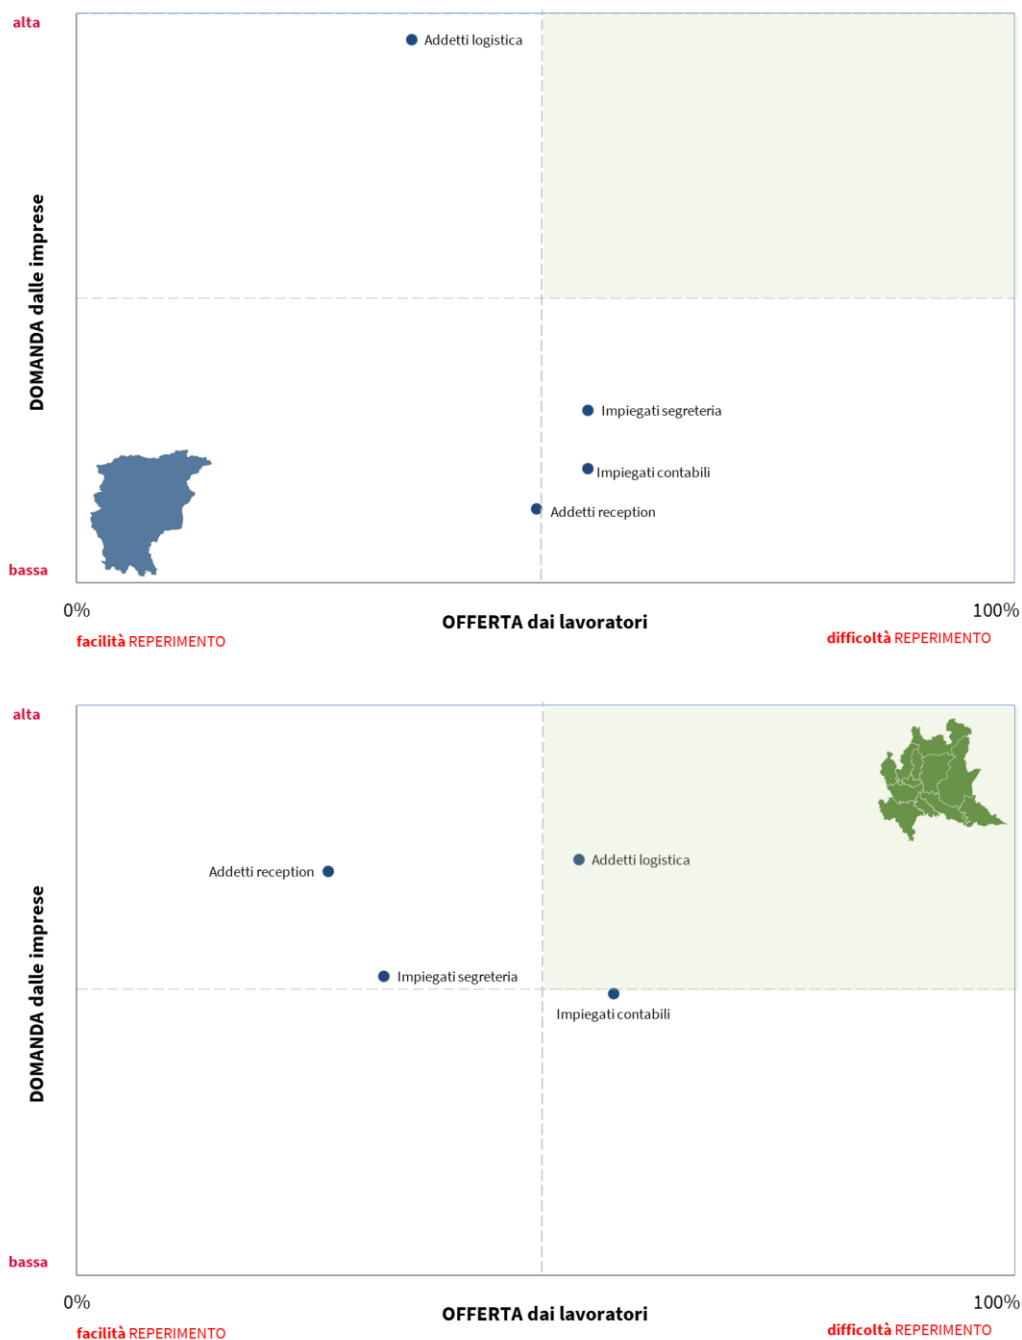 alta
Addetti logistica
DOMANDA dalle imprese
Impiegati segreteria
Impiegati contabili
Addetti reception
bassa
0%
100%
OFFERTA dai lavoratori
facilità REPERIMENTO
difficoltà REPERIMENTO
alta
Addetti logistica
Addetti reception
DOMANDA dalle imprese
Impiegati segreteria
Impiegati contabili
bassa
0%
100%
OFFERTA dai lavoratori
facilità REPERIMENTO
difficoltà REPERIMENTO